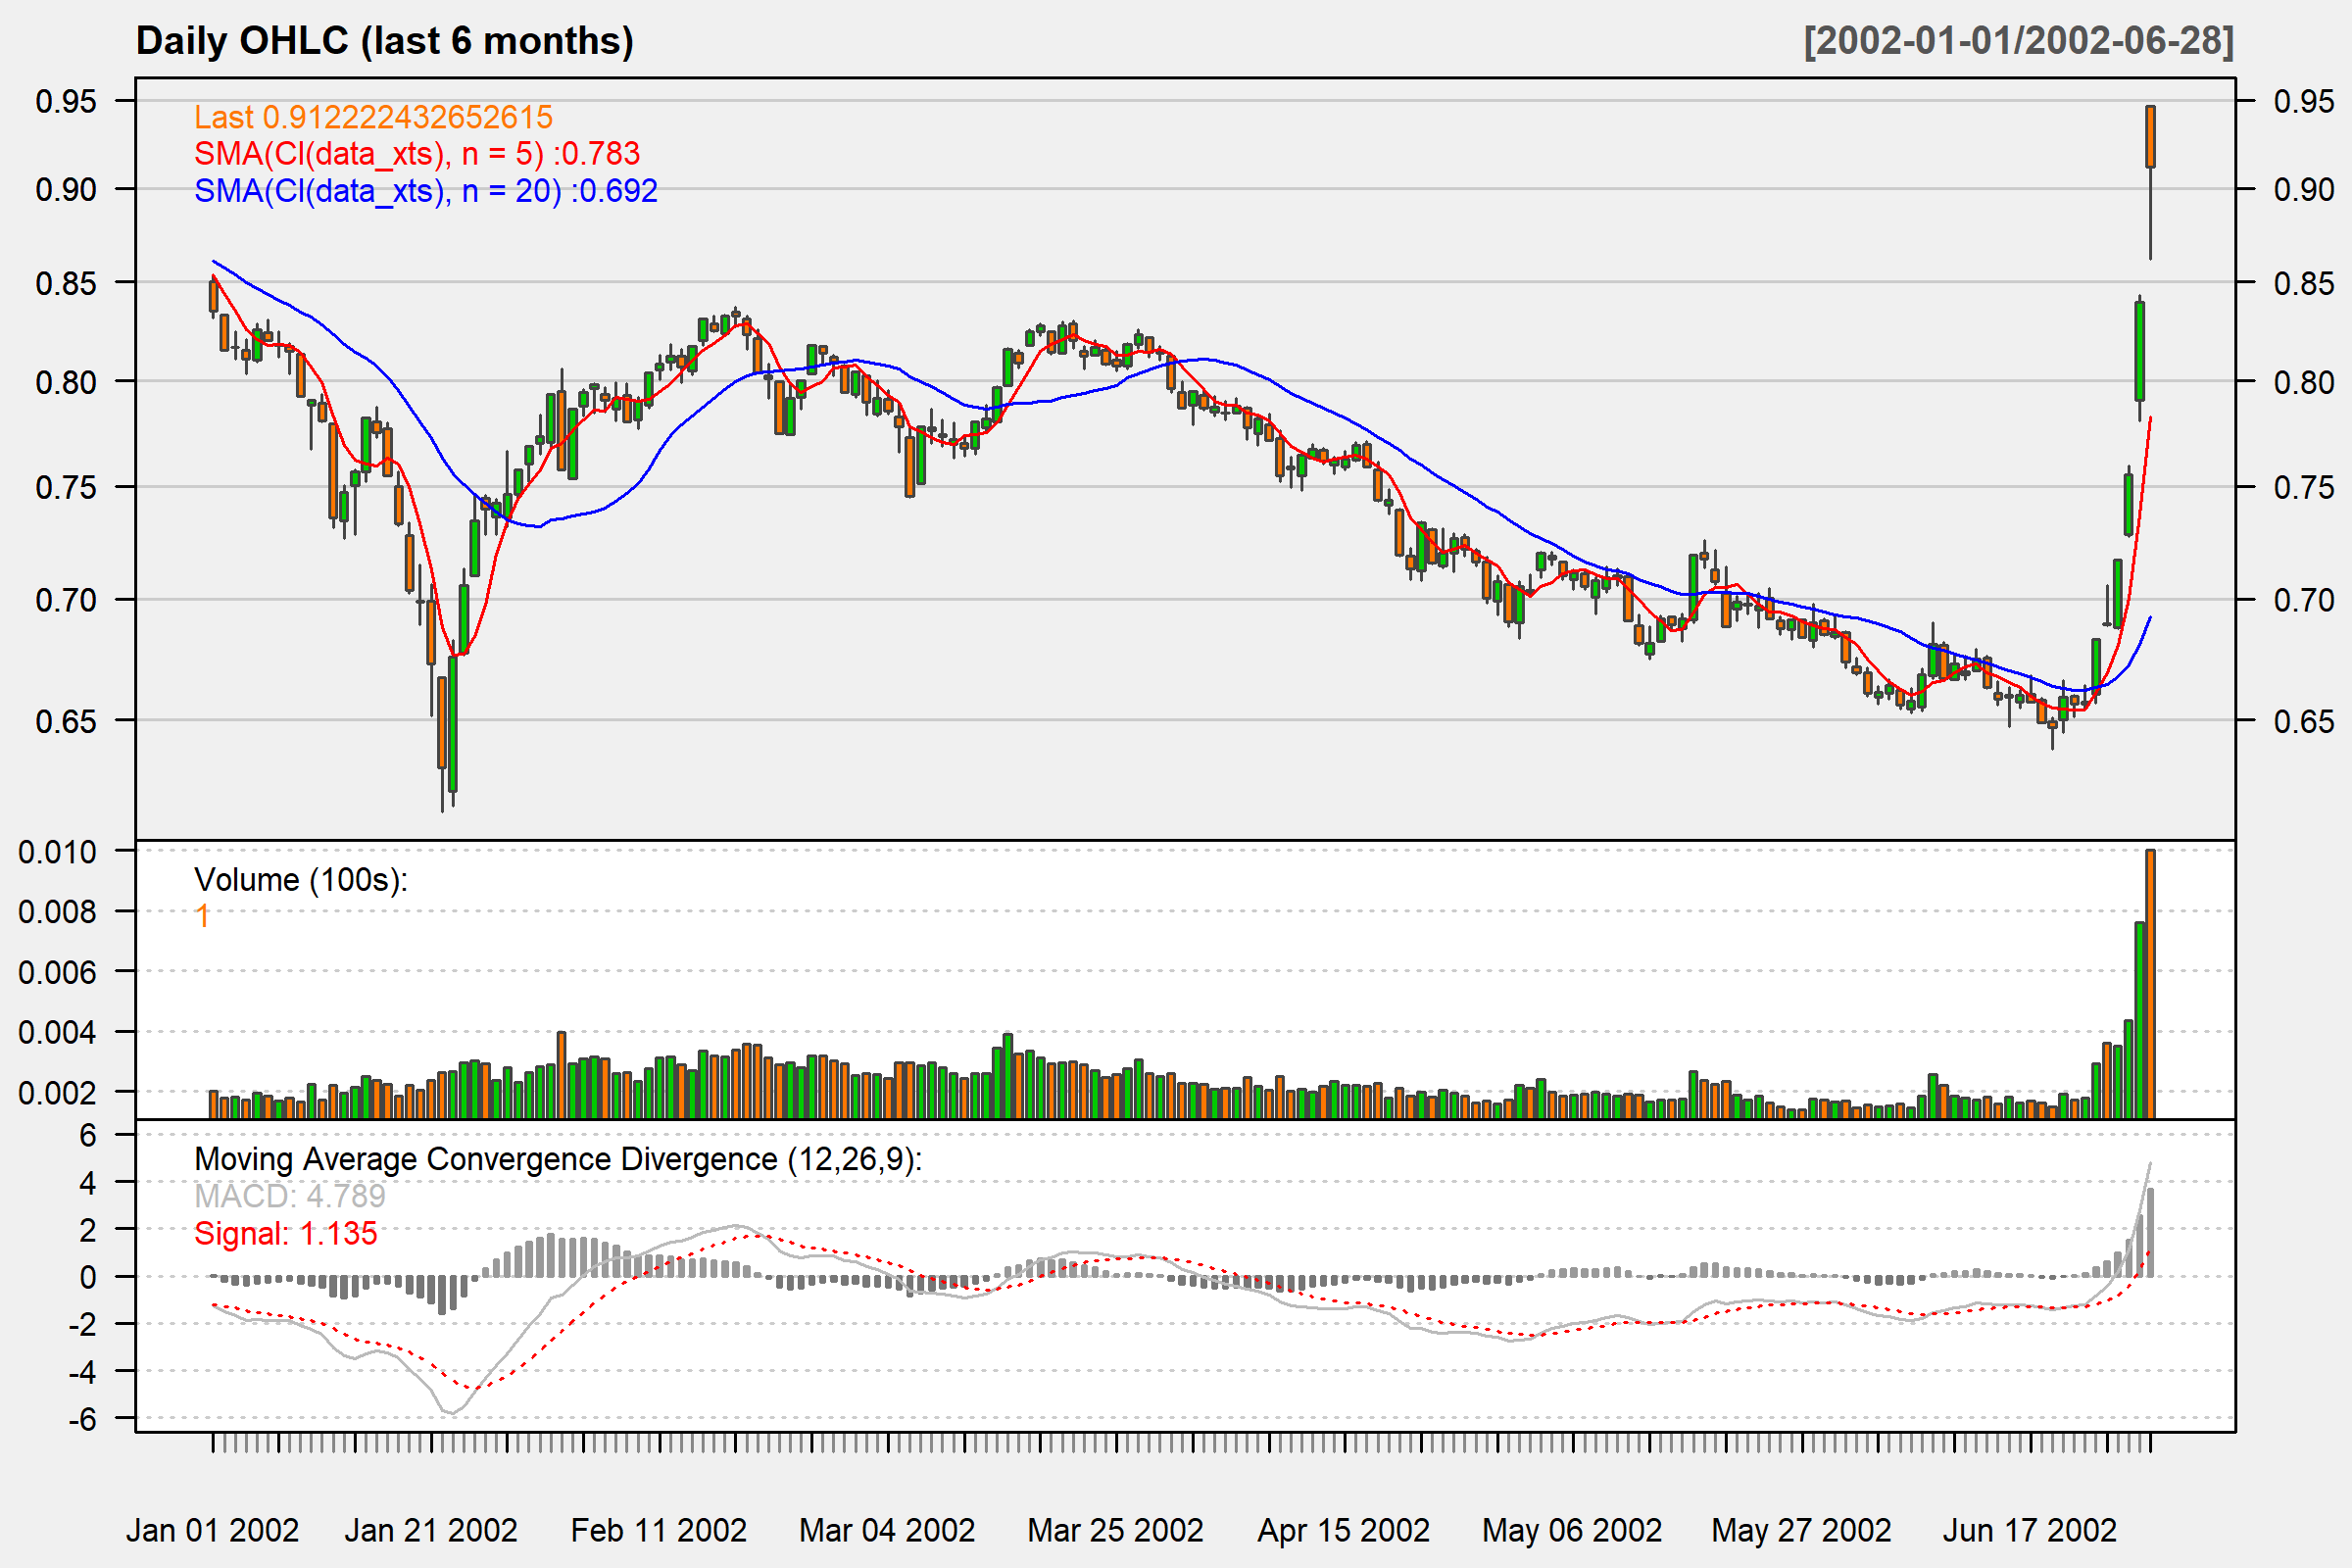 Daily OHLC (last 6 months) [2002-01-01/2002-06-28]
Last 0.912222432652615
SMA(Cl(data_xts), n = 5) :0.783
SMA(Cl(data_xts), n = 20) :0.692
0.95 0.95
0.90 0.90
0.85 0.85
0.80 0.80
0.75 0.75
0.70 0.70
0.65 0.65
Volume (100s):
1
0.010
0.008
0.006
0.004
0.002
Moving Average Convergence Divergence (12,26,9):
MACD: 4.789
Signal: 1.135
6
4
2
0
-2
-4
-6
Jan 01 2002 Jan 21 2002 Feb 11 2002 Mar 04 2002 Mar 25 2002 Apr 15 2002 May 06 2002 May 27 2002 Jun 17 2002